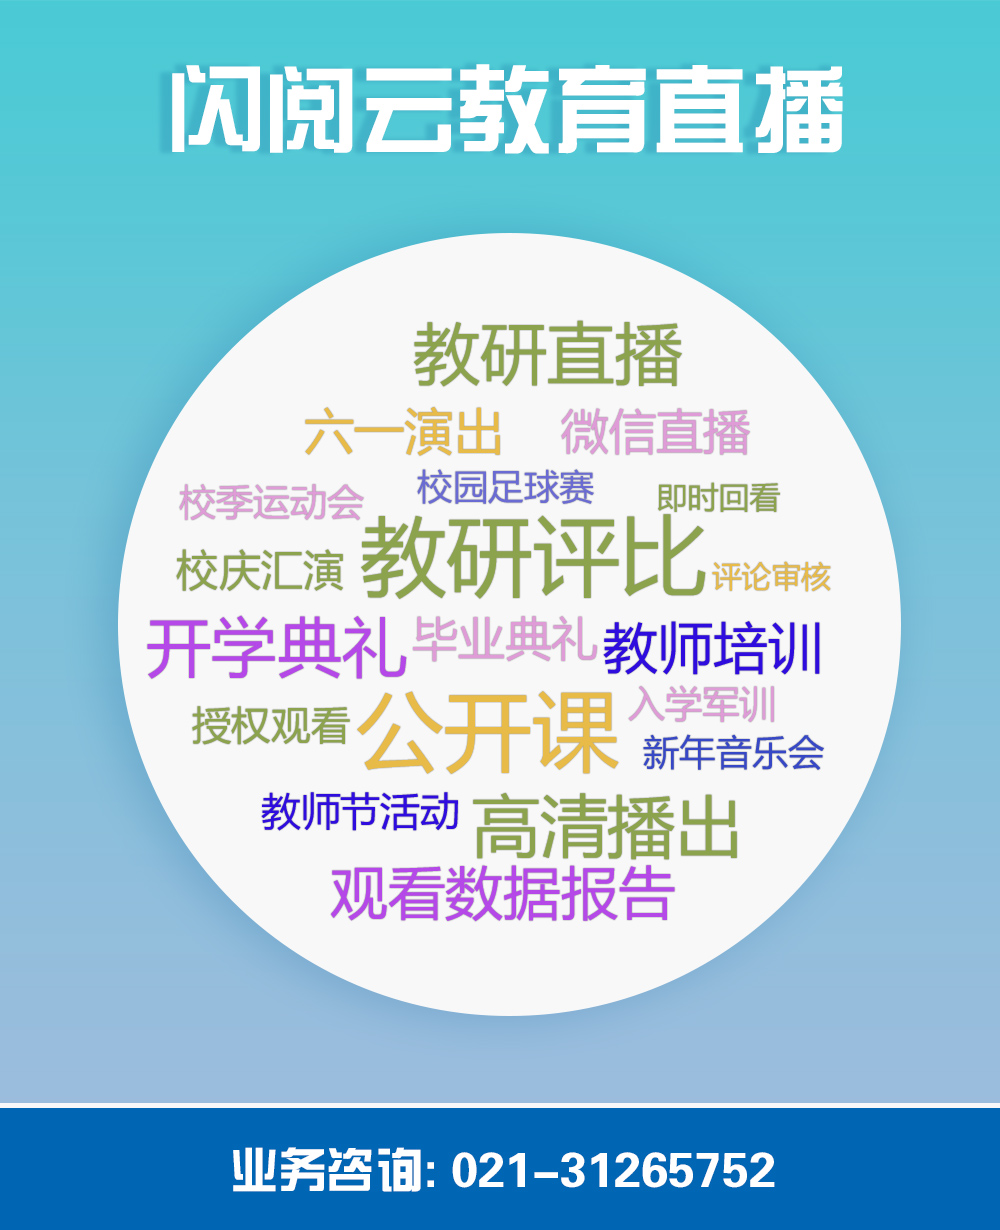 闪阅云教育直播
教研直播
六一演出 微信直播
校园足球赛
校季运动会 即时回看
教研评比
校庆汇演 评论审核
开学典礼 毕业典礼 教师培训
入学军训
授权观看 公开课
新年音乐会
教师节活动 高清播出
观看数据报告
业务咨询: 021-31265752